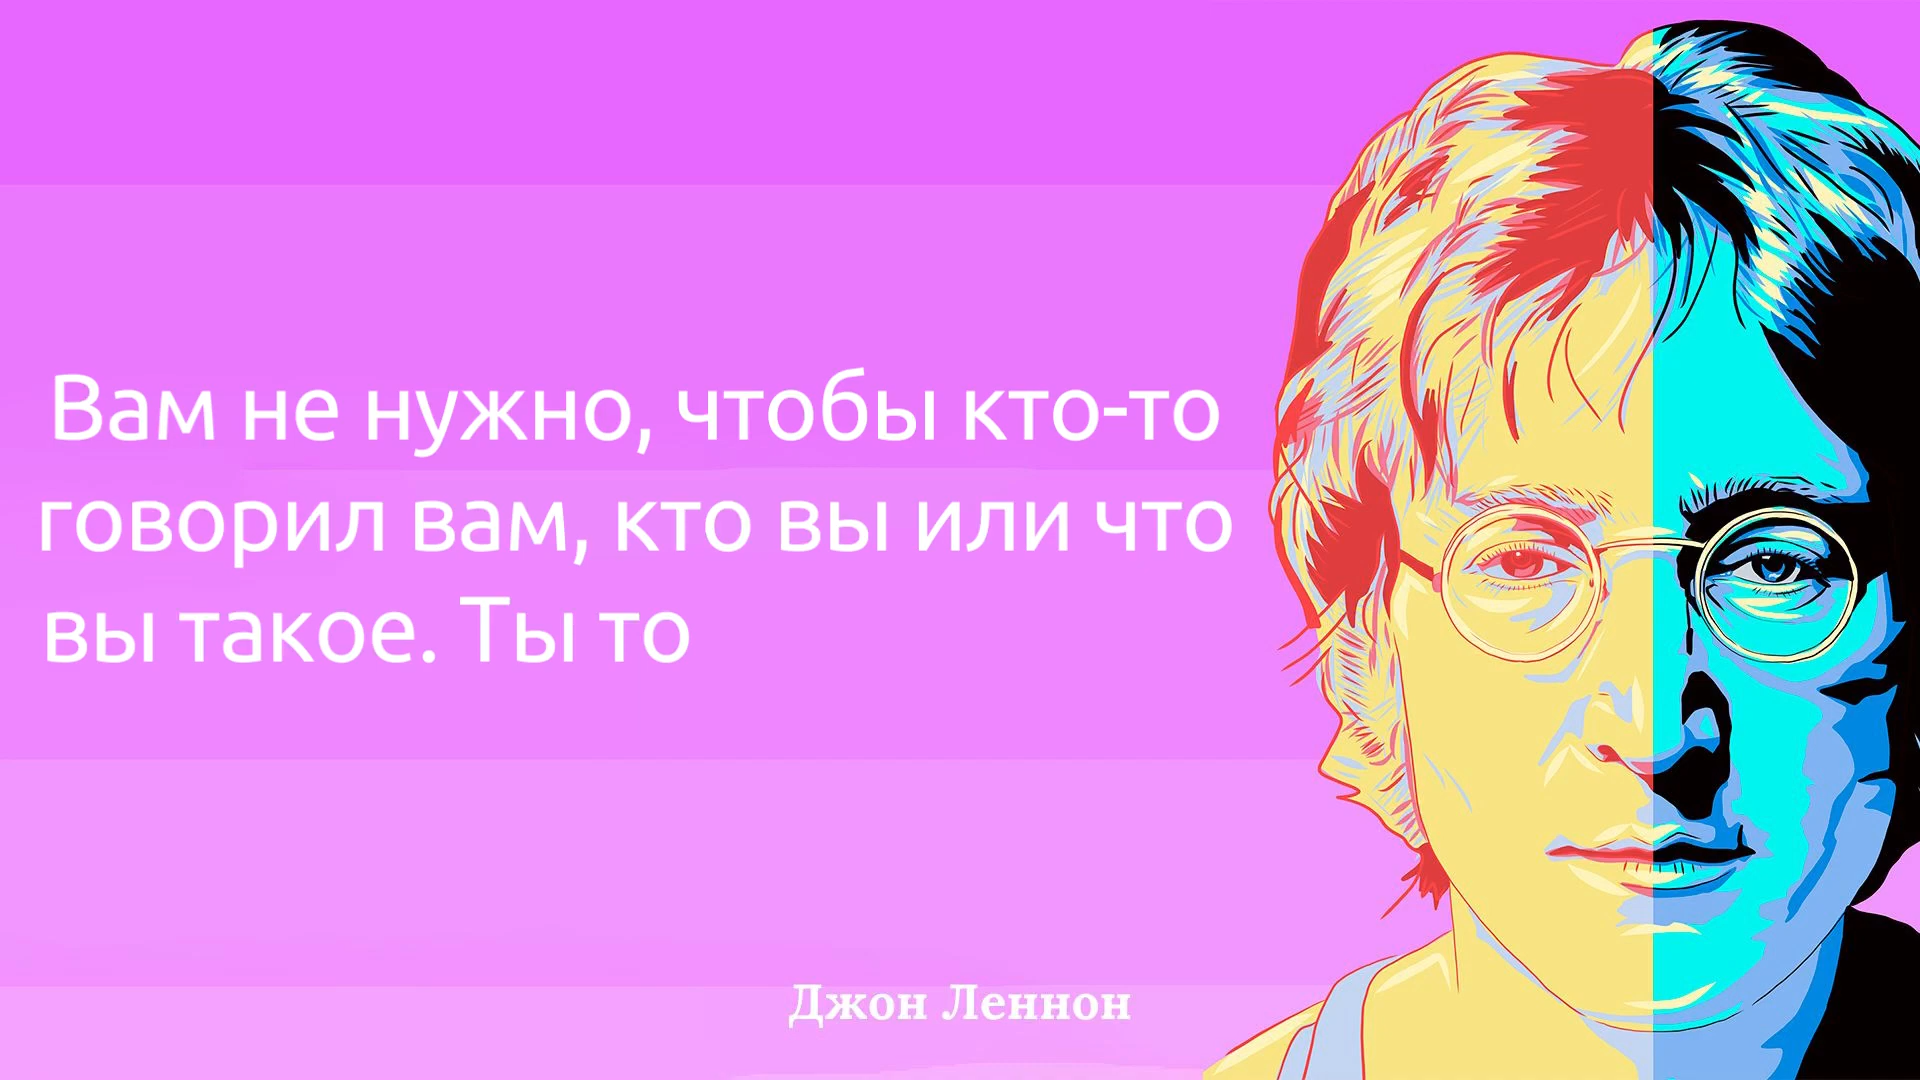 Вам не нужно, чтобы кто-то
говорил вам, кто вы или что
вы такое. Ты то
Джон Леннон